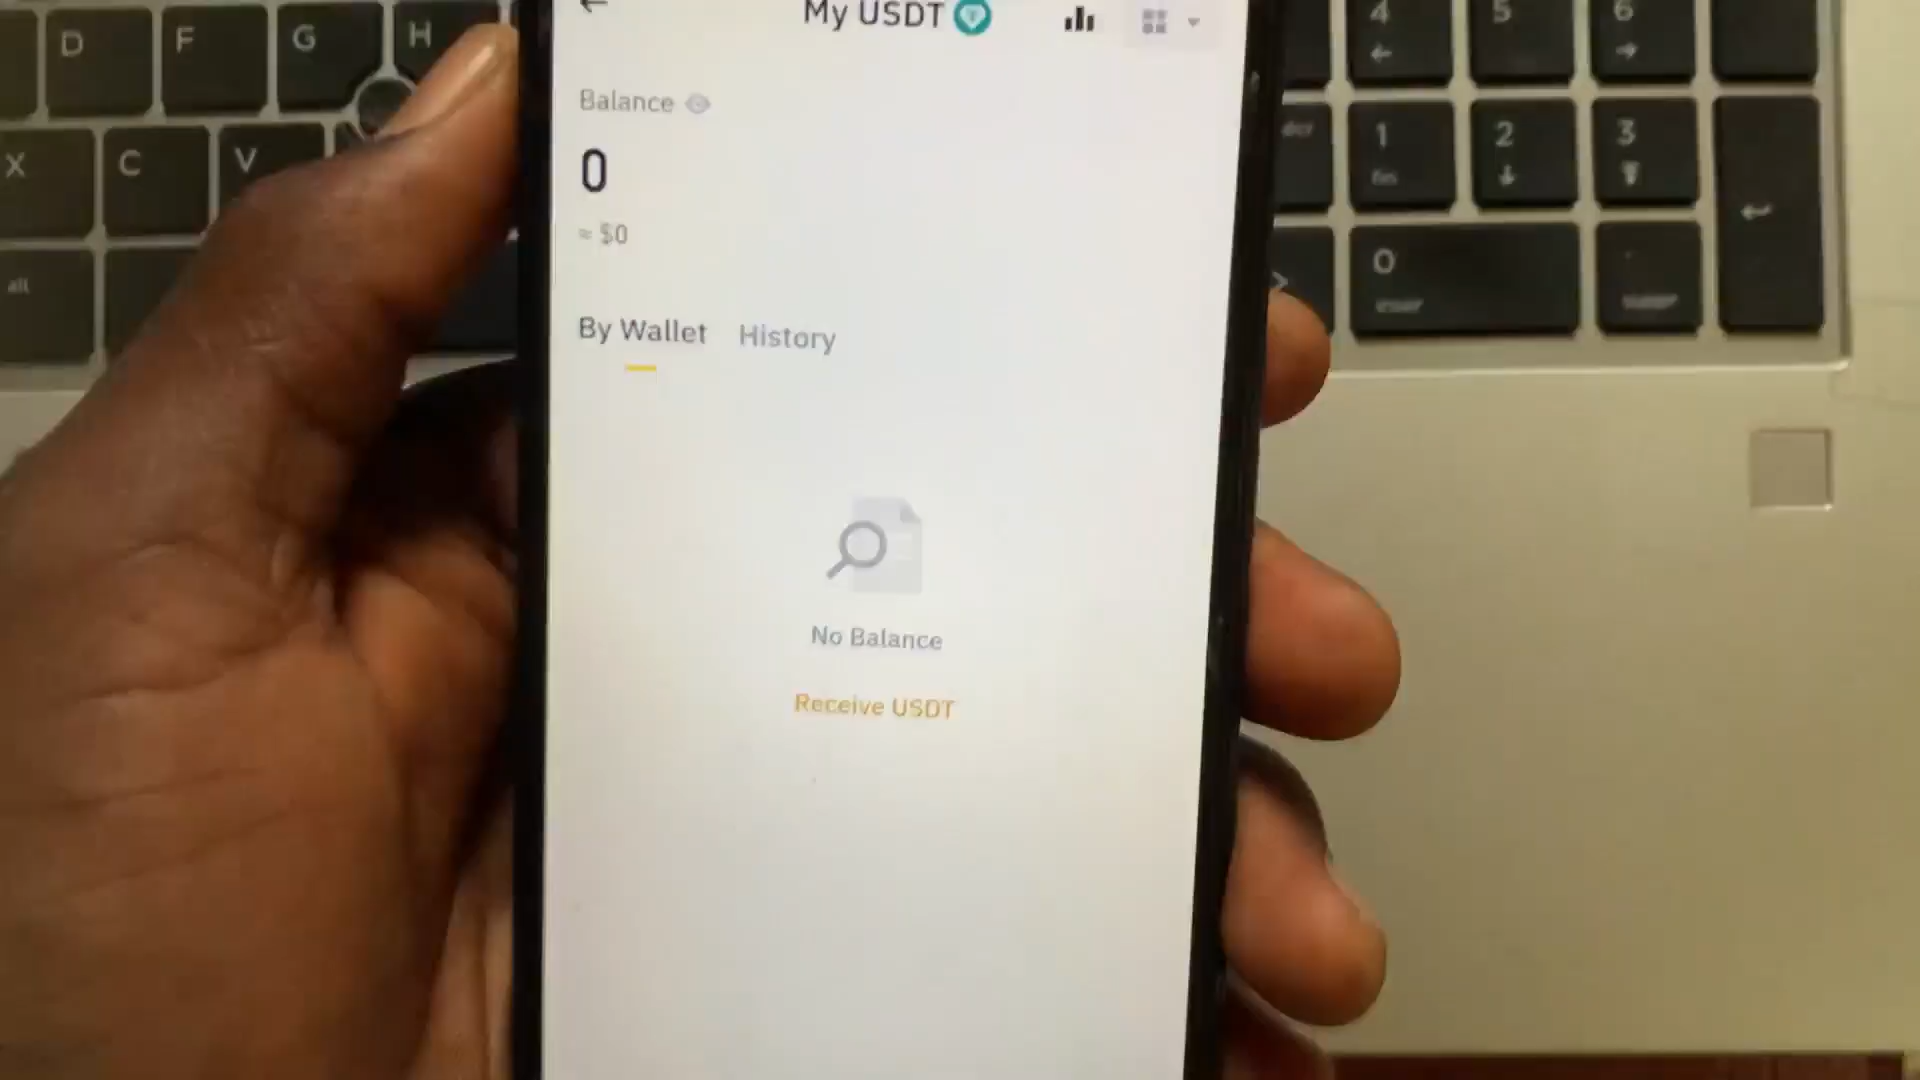 My USDT
Balance
0
≈ $0
By Wallet History
No Balance
Receive USDT
D F G H
X C V
alt
4 5 6
1 2 3
0